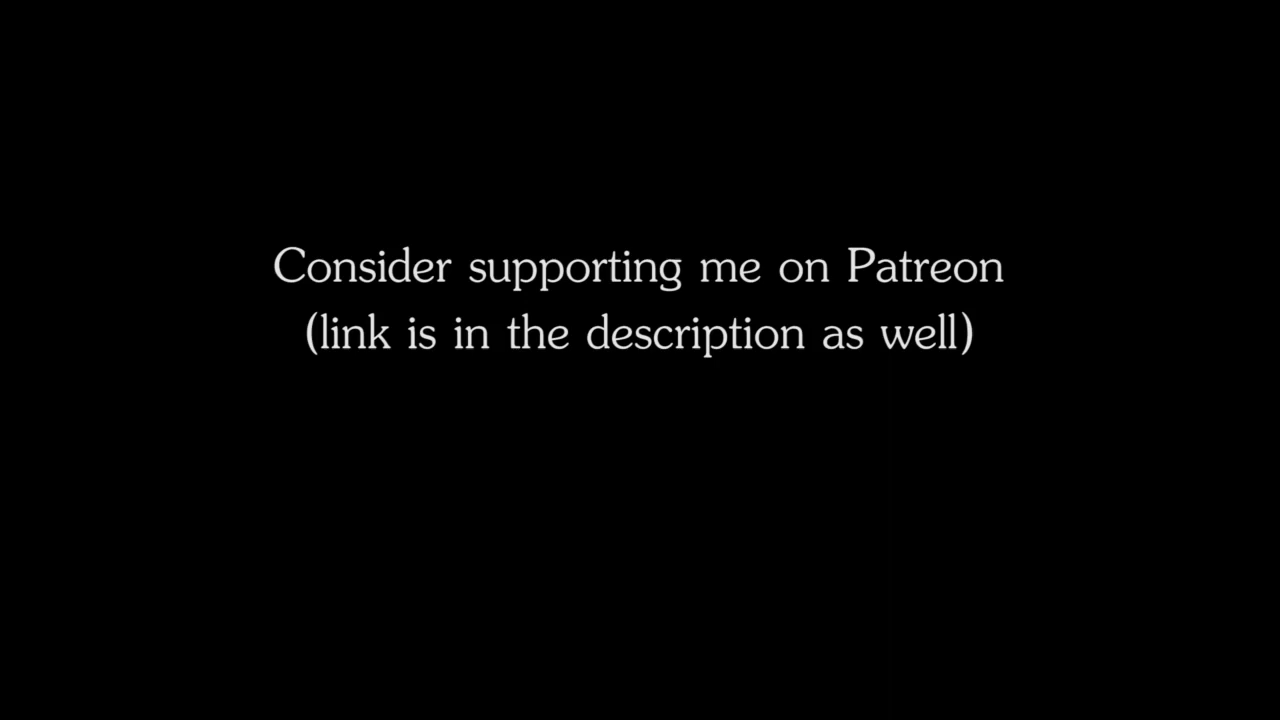 Consider supporting me on Patreon
(link is in the description as well)